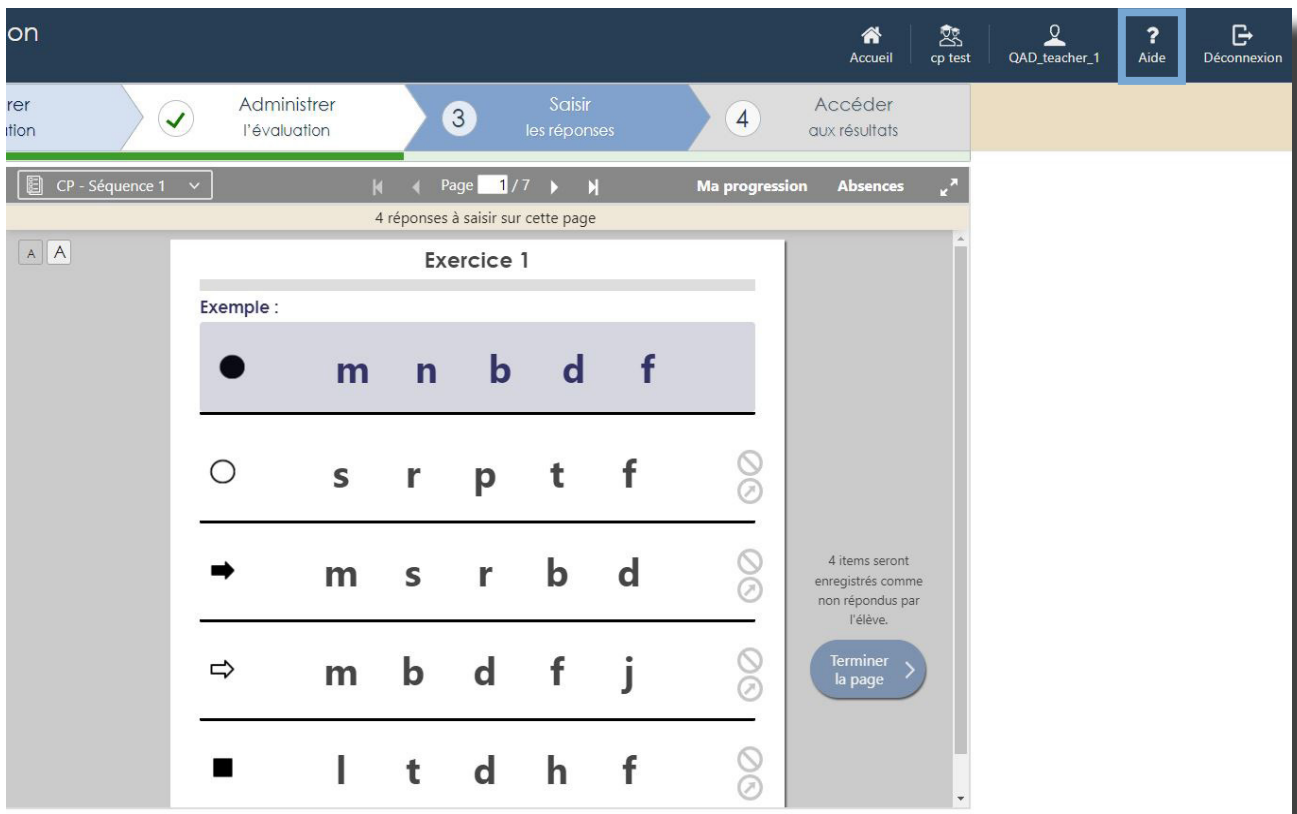 on
Accueil
cp test
QAD_teacher_1
?
Aide
Déconnexion
rer
Administrer
l'évaluation
3
Saisir
les réponses
4
Accéder
aux résultats
CP - Séquence 1
Page 1 / 7
Ma progression
Absences
4 réponses à saisir sur cette page
A A
Exercice 1
Exemple :
m n b d f
s r p t f
m s r b d
m b d f j
l t d h f
4 items seront
enregistrés comme
non répondus par
l'élève.
Terminer
la page